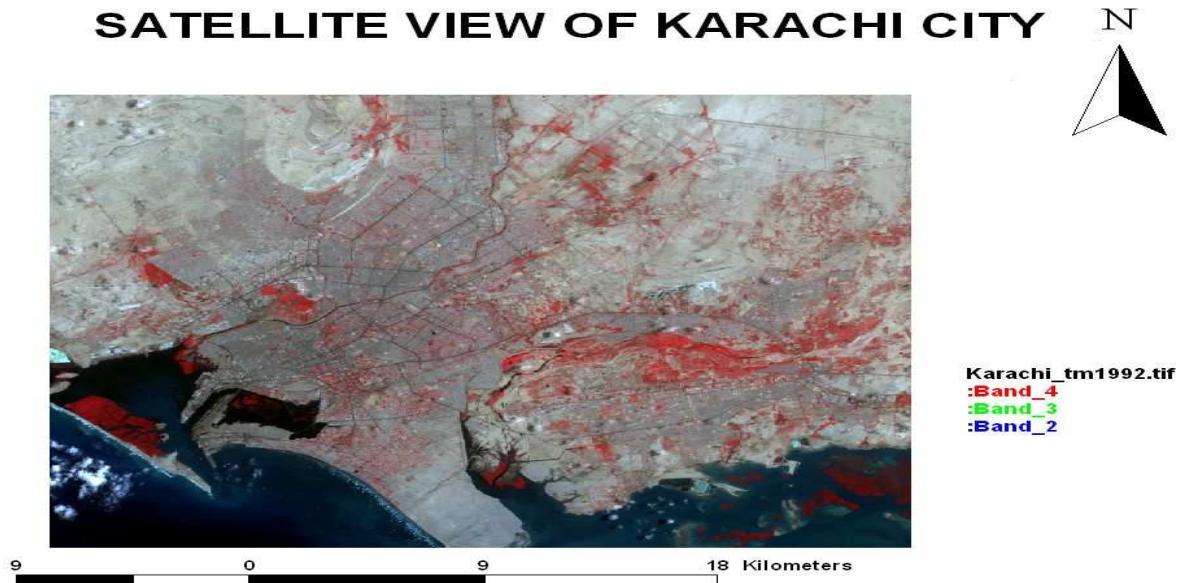 SATELLITE VIEW OF KARACHI CITY
N
Karachi_tm1992.tif
:Band_4
:Band_3
:Band_2
9 0 9 18 Kilometers